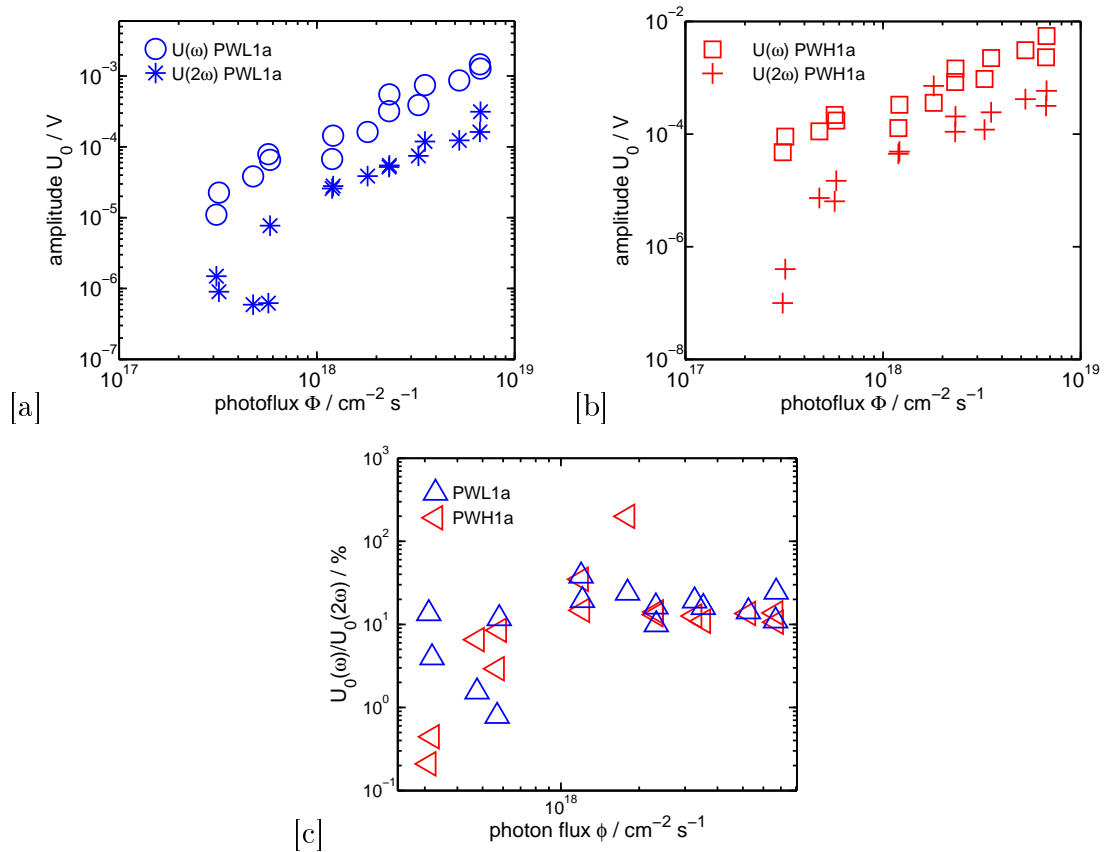 U(ω) PWL1a
U(2ω) PWL1a
amplitude U₀ / V
10⁻³
10⁻⁴
10⁻⁵
10⁻⁶
10⁻⁷
10¹⁷ 10¹⁸ 10¹⁹
photoflux Φ / cm⁻² s⁻¹
[a]
U(ω) PWH1a
U(2ω) PWH1a
amplitude U₀ / V
10⁻²
10⁻⁴
10⁻⁶
10⁻⁸
10¹⁷ 10¹⁸ 10¹⁹
photoflux Φ / cm⁻² s⁻¹
[b]
PWL1a
PWH1a
U₀(ω)/U₀(2ω) / %
10³
10²
10¹
10⁰
10⁻¹
10¹⁸
photon flux ϕ / cm⁻² s⁻¹
[c]